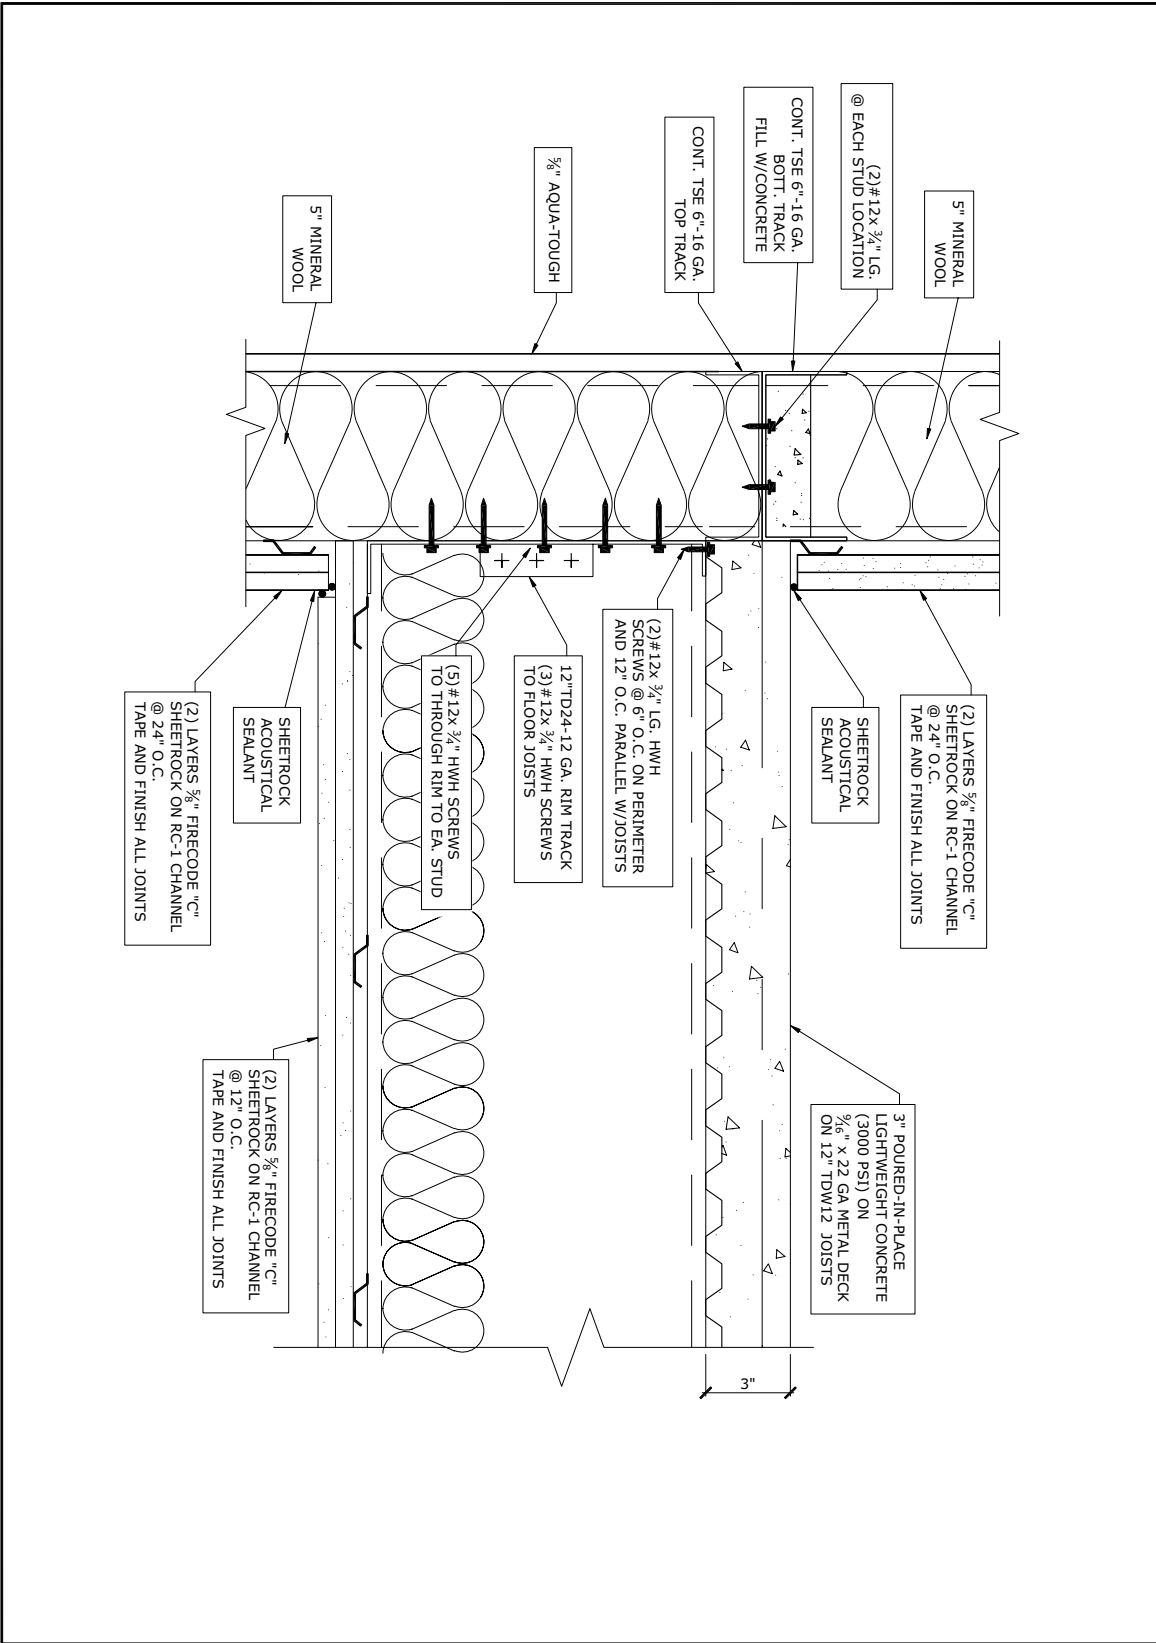 5" MINERAL
WOOL
(2)#12x 3/4" LG.
@ EACH STUD LOCATION
CONT. TSE 6"-16 GA.
BOTT. TRACK
FILL W/CONCRETE
CONT. TSE 6"-16 GA.
TOP TRACK
5/8" AQUA-TOUGH
5" MINERAL
WOOL
(2) LAYERS 5/8" FIRECODE "C"
SHEETROCK ON RC-1 CHANNEL
@ 24" O.C.
TAPE AND FINISH ALL JOINTS
SHEETROCK
ACOUSTICAL
SEALANT
(2)#12x 3/4" LG. HWH
SCREWS @ 6" O.C. ON PERIMETER
AND 12" O.C. PARALLEL W/JOISTS
12"TD24-12 GA. RIM TRACK
(3)#12x 3/4" HWH SCREWS
TO FLOOR JOISTS
(5)#12x 3/4" HWH SCREWS
TO THROUGH RIM TO EA. STUD
SHEETROCK
ACOUSTICAL
SEALANT
(2) LAYERS 5/8" FIRECODE "C"
SHEETROCK ON RC-1 CHANNEL
@ 24" O.C.
TAPE AND FINISH ALL JOINTS
3" POURED-IN-PLACE
LIGHTWEIGHT CONCRETE
(3000 PSI) ON
9/16" x 22 GA METAL DECK
ON 12" TDW12 JOISTS
(2) LAYERS 5/8" FIRECODE "C"
SHEETROCK ON RC-1 CHANNEL
@ 12" O.C.
TAPE AND FINISH ALL JOINTS
3"